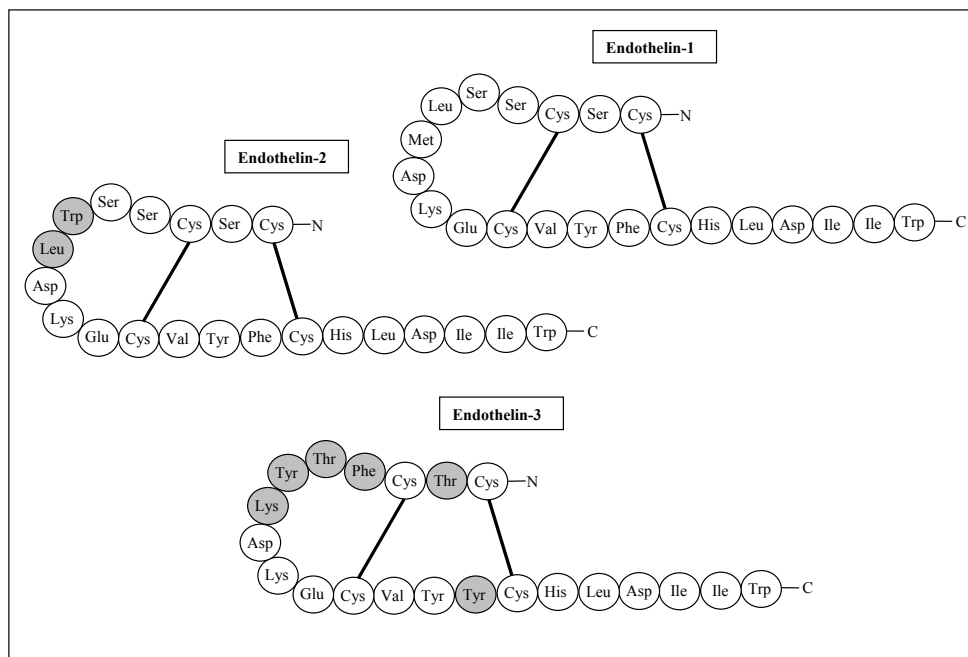 Endothelin-1
Leu Ser Ser Cys Ser Cys N
Met
Asp
Lys
Glu Cys Val Tyr Phe Cys His Leu Asp Ile Ile Trp C
Endothelin-2
Trp Ser Ser Cys Ser Cys N
Leu
Asp
Lys
Glu Cys Val Tyr Phe Cys His Leu Asp Ile Ile Trp C
Endothelin-3
Tyr Thr Phe Cys Thr Cys N
Lys
Asp
Lys
Glu Cys Val Tyr Tyr Cys His Leu Asp Ile Ile Trp C